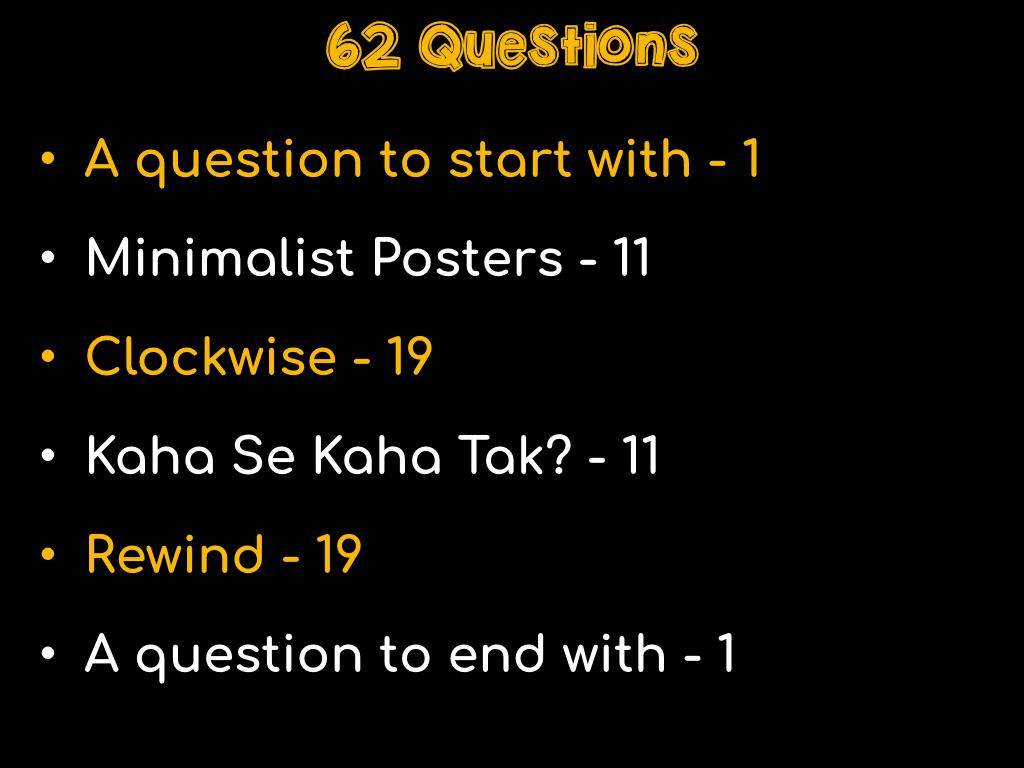 62 Questions
• A question to start with - 1
• Minimalist Posters - 11
• Clockwise - 19
• Kaha Se Kaha Tak? - 11
• Rewind - 19
• A question to end with - 1